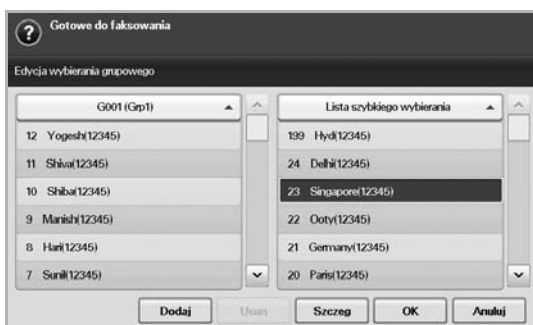 Gotowe do faksowania
Edycja wybierania grupowego
G001 (Grp1)
12 Yogesh(12345)
11 Shiva(12345)
10 Shiba(12345)
9 Manish(12345)
8 Hari(12345)
7 Sunil(12345)
Lista szybkiego wybierania
199 Hyd(12345)
24 Delhi(12345)
23 Singapore(12345)
22 Ooty(12345)
21 Germany(12345)
20 Paris(12345)
Dodaj Usun Szczeg OK Anuluj